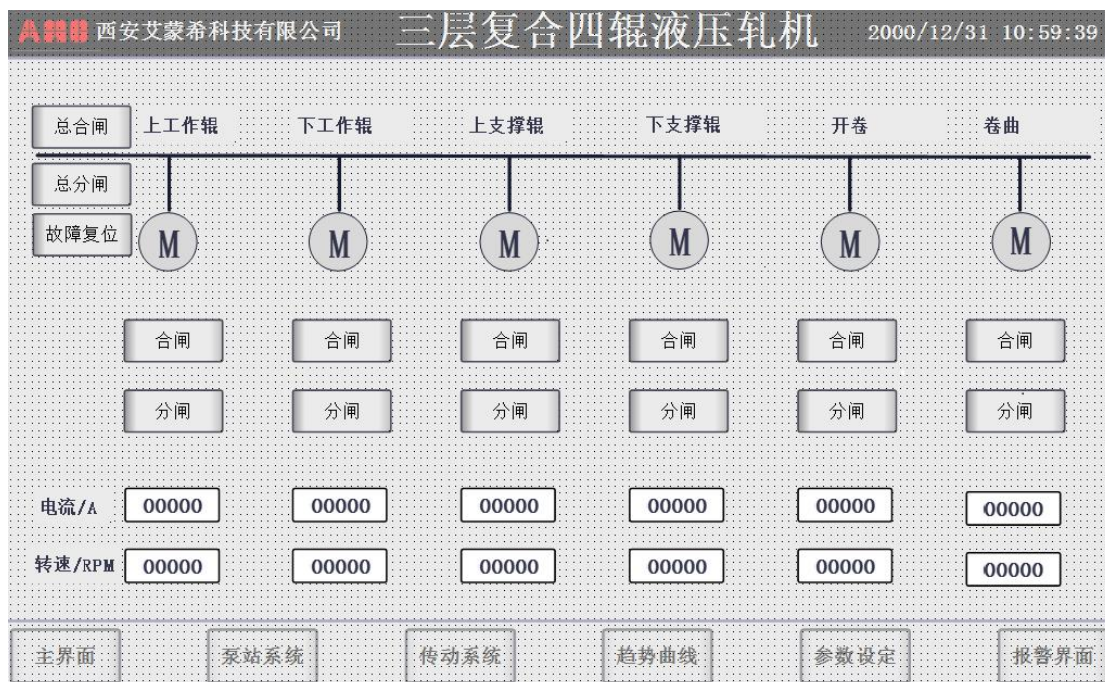 西安艾蒙希科技有限公司 三层复合四辊液压轧机 2000/12/31 10:59:39
总合闸 上工作辊 下工作辊 上支撑辊 下支撑辊 开卷 卷曲
总分闸
故障复位 M M M M M M
合闸 合闸 合闸 合闸 合闸 合闸
分闸 分闸 分闸 分闸 分闸 分闸
电流/A 00000 00000 00000 00000 00000 00000
转速/RPM 00000 00000 00000 00000 00000 00000
主界面 泵站系统 传动系统 趋势曲线 参数设定 报警界面